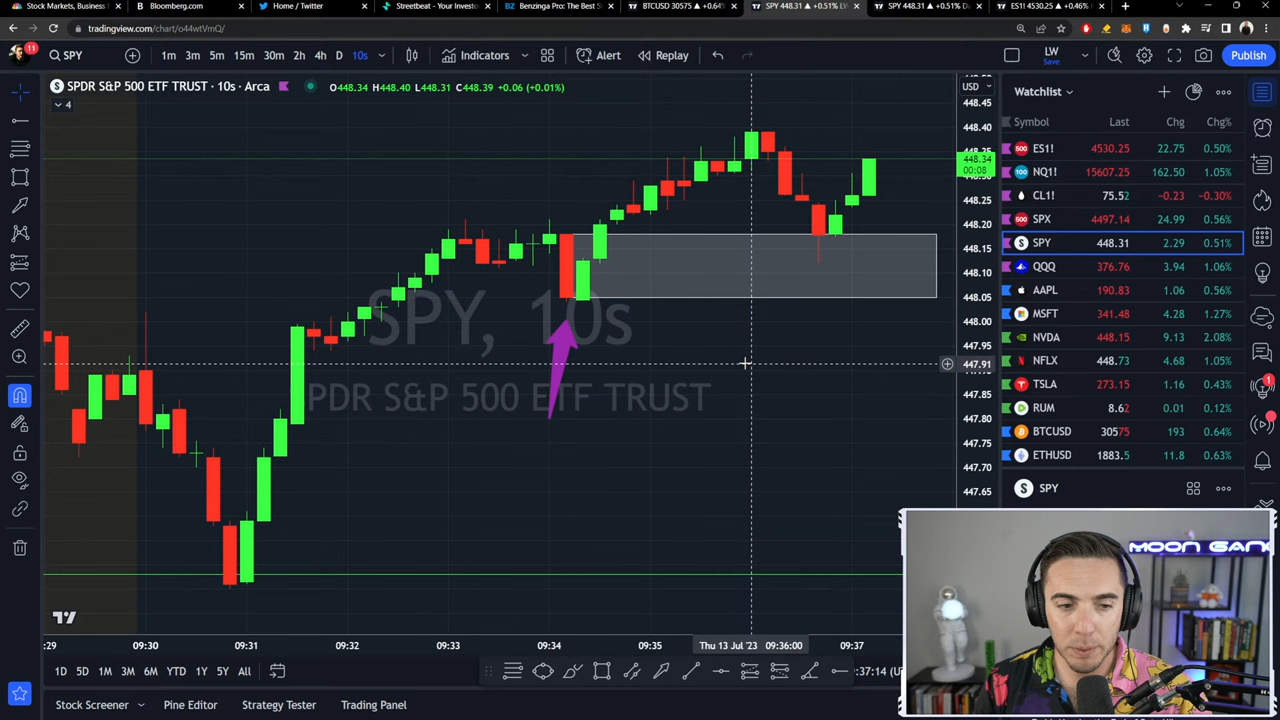 Stock Markets, Business N
Bloomberg.com
Home / Twitter
Streetbeat - Your Investo
Benzinga Pro: The Best S
BTCUSD 30575 ▲ +0.64%
SPY 448.31 ▲ +0.51% LW
SPY 448.31 ▲ +0.51% De
ES1! 4530.25 ▲ +0.46%
tradingview.com/chart/o44wtVmQ/
11
SPY
1m 3m 5m 15m 30m 1h 4h D 10s
Indicators
Alert
Replay
LW
Save
Publish
SPDR S&P 500 ETF TRUST · 10s · Arca
O448.34 H448.40 L448.31 C448.39 +0.06 (+0.01%)
4
USD
448.45
448.40
448.34
00:08
448.25
448.20
448.15
448.10
448.05
448.00
447.95
447.91
447.85
447.80
447.75
447.70
447.65
SPY, 10s
SPDR S&P 500 ETF TRUST
Watchlist
Symbol Last Chg Chg%
ES1! 4530.25 22.75 0.50%
NQ1! 15607.25 162.50 1.05%
CL1! 75.52 -0.23 -0.30%
SPX 4497.14 24.99 0.56%
SPY 448.31 2.29 0.51%
QQQ 376.76 3.94 1.06%
AAPL 190.83 1.06 0.56%
MSFT 341.48 4.28 1.27%
NVDA 448.15 9.13 2.08%
NFLX 448.73 4.68 1.06%
TSLA 273.15 1.16 0.43%
RUM 8.62 0.01 0.12%
BTCUSD 30575 193 0.64%
ETHUSD 1883.5 11.8 0.63%
SPY
MOON GANG
:29 09:30 09:31 09:32 09:33 09:34 09:35 Thu 13 Jul '23 09:36:00 09:37
1D 5D 1M 3M 6M YTD 1Y 5Y All
:37:14 (U
Stock Screener
Pine Editor
Strategy Tester
Trading Panel